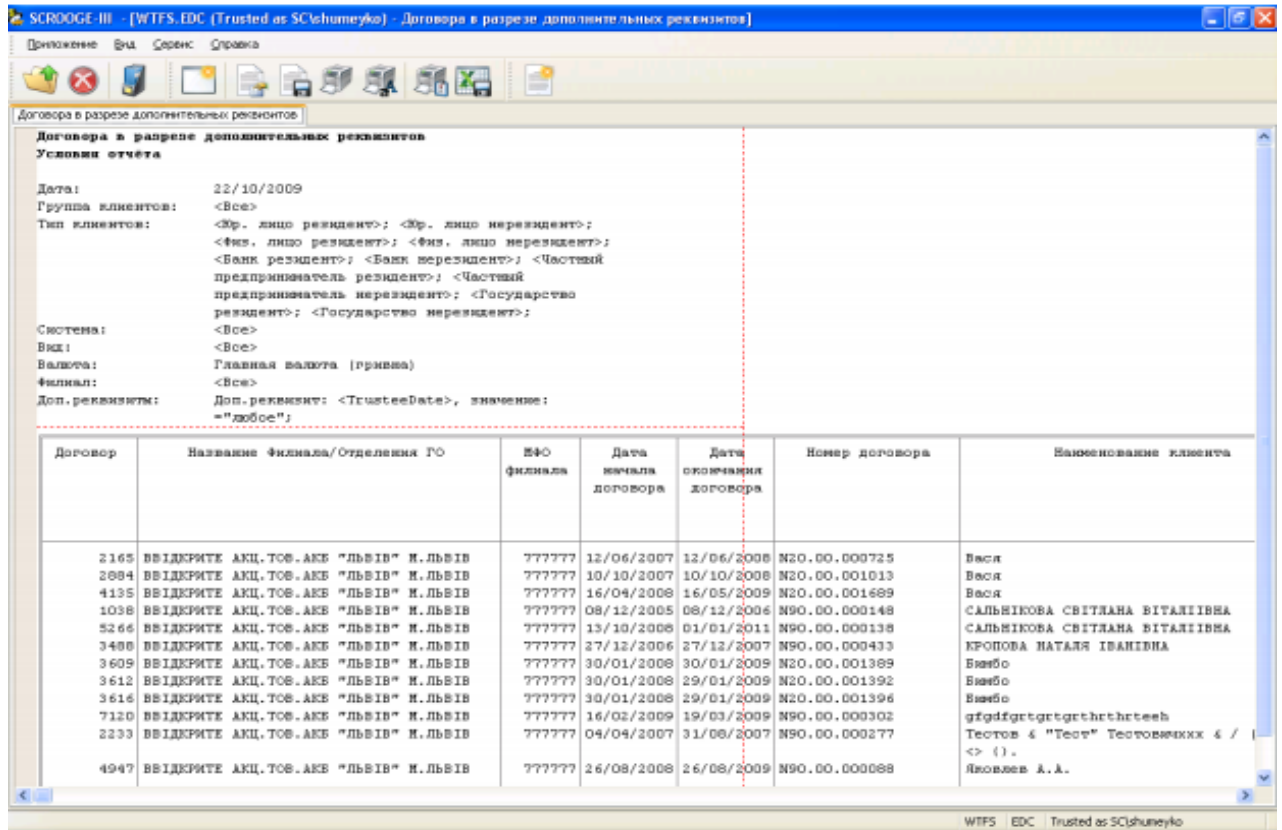 SCROOGE-III - [WTFS.EDC (Trusted as SC\shumeyko) - Договора в разрезе дополнительных реквизитов]
Приложение Вид Сервис Справка
Договора в разрезе дополнительных реквизитов
Договора в разрезе дополнительных реквизитов
Условия отчёта
Дата: 22/10/2009
Группа клиентов: <Все>
Тип клиентов: <Юр. лицо резидент>; <Юр. лицо нерезидент>;
<Физ. лицо резидент>; <Физ. лицо нерезидент>;
<Банк резидент>; <Банк нерезидент>; <Частный
предприниматель резидент>; <Частный
предприниматель нерезидент>; <Государство
резидент>; <Государство нерезидент>;
Система: <Все>
Вид: <Все>
Валюта: Главная валюта (гривна)
Филиал: <Все>
Доп.реквизиты: Доп.реквизит: <TrusteeDate>, значение:
="любое";
Договор Название Филиала/Отделения ГО МФО Дата Дата Номер договора Наименование клиента
филиала начала окончания
договора договора
2165 ВВІДКРИТЕ АКЦ.ТОВ.АКБ "ЛЬВІВ" М.ЛЬВІВ 777777 12/06/2007 12/06/2008 N20.00.000725 Вася
2884 ВВІДКРИТЕ АКЦ.ТОВ.АКБ "ЛЬВІВ" М.ЛЬВІВ 777777 10/10/2007 10/10/2008 N20.00.001013 Вася
4135 ВВІДКРИТЕ АКЦ.ТОВ.АКБ "ЛЬВІВ" М.ЛЬВІВ 777777 16/04/2008 16/05/2009 N20.00.001689 Вася
1038 ВВІДКРИТЕ АКЦ.ТОВ.АКБ "ЛЬВІВ" М.ЛЬВІВ 777777 08/12/2005 08/12/2006 N90.00.000148 САЛЬНІКОВА СВІТЛАНА ВІТАЛІІВНА
5266 ВВІДКРИТЕ АКЦ.ТОВ.АКБ "ЛЬВІВ" М.ЛЬВІВ 777777 13/10/2008 01/01/2011 N90.00.000138 САЛЬНІКОВА СВІТЛАНА ВІТАЛІІВНА
3488 ВВІДКРИТЕ АКЦ.ТОВ.АКБ "ЛЬВІВ" М.ЛЬВІВ 777777 27/12/2006 27/12/2007 N90.00.000433 КРОПОВА НАТАЛЯ ІВАНІВНА
3609 ВВІДКРИТЕ АКЦ.ТОВ.АКБ "ЛЬВІВ" М.ЛЬВІВ 777777 30/01/2008 30/01/2009 N20.00.001389 Бимбо
3612 ВВІДКРИТЕ АКЦ.ТОВ.АКБ "ЛЬВІВ" М.ЛЬВІВ 777777 30/01/2008 29/01/2009 N20.00.001392 Бимбо
3616 ВВІДКРИТЕ АКЦ.ТОВ.АКБ "ЛЬВІВ" М.ЛЬВІВ 777777 30/01/2008 29/01/2009 N20.00.001396 Бимбо
7120 ВВІДКРИТЕ АКЦ.ТОВ.АКБ "ЛЬВІВ" М.ЛЬВІВ 777777 16/02/2009 19/03/2009 N90.00.000302 gfgdfgrtgrtgrthrthrteeh
2233 ВВІДКРИТЕ АКЦ.ТОВ.АКБ "ЛЬВІВ" М.ЛЬВІВ 777777 04/04/2007 31/08/2007 N90.00.000277 Тестов & "Тест" Тестовичххх & /
<> ().
4947 ВВІДКРИТЕ АКЦ.ТОВ.АКБ "ЛЬВІВ" М.ЛЬВІВ 777777 26/08/2008 26/08/2009 N90.00.000088 Яковлев А.А.
WTFS EDC Trusted as SC\shumeyko